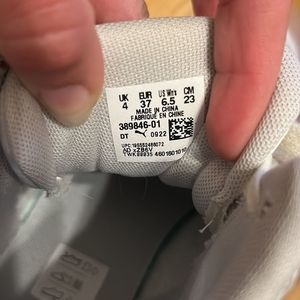 UK EUR US Wn's CM
4 37 6.5 23
MADE IN CHINA
FABRIQUÉ EN CHINE
389846-01
DT 0922
AD